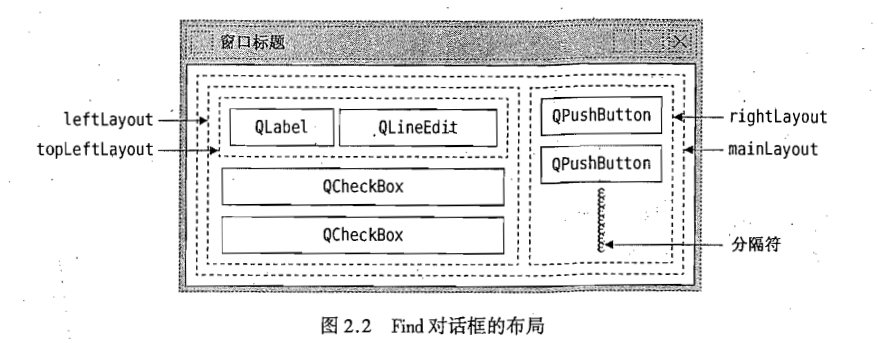 窗口标题
leftLayout
topLeftLayout
QLabel
QLineEdit
QCheckBox
QCheckBox
QPushButton
QPushButton
rightLayout
mainLayout
分隔符
图 2.2 Find 对话框的布局